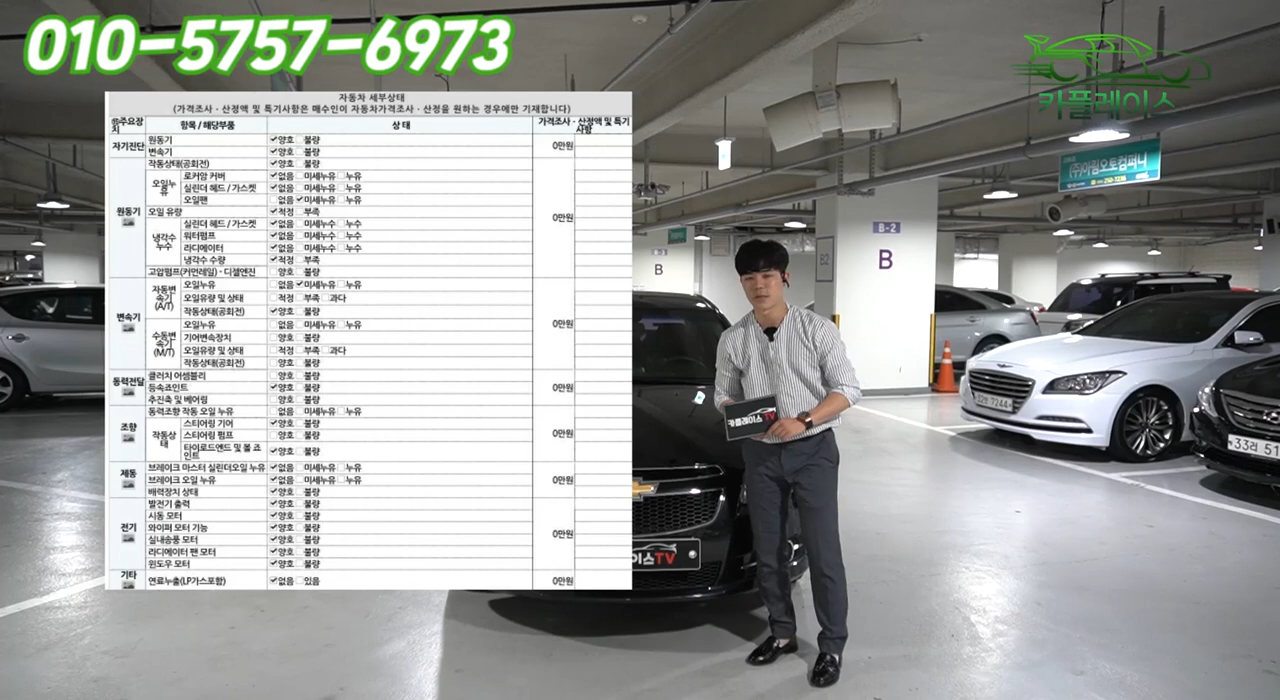 010-5757-6973
카플레이스
자동차 세부상태
(가격조사·산정액 및 특기사항은 매수인이 자동차가격조사·산정을 원하는 경우에만 기재합니다)
⑪주요장치 항목 / 해당부품 상 태 가격조사·산정액 및 특기사항
자기진단 원동기 ✓양호 불량 0만원
변속기 ✓양호 불량
원동기 작동상태(공회전) ✓양호 불량 0만원
오일누유 로커암 커버 ✓없음 미세누유 누유
실린더 헤드 / 가스켓 ✓없음 미세누유 누유
오일팬 없음 ✓미세누유 누유
오일 유량 ✓적정 부족
냉각수 누수 실린더 헤드 / 가스켓 ✓없음 미세누수 누수
워터펌프 ✓없음 미세누수 누수
라디에이터 ✓없음 미세누수 누수
냉각수 수량 ✓적정 부족
고압펌프(커먼레일) - 디젤엔진 양호 불량
변속기 자동변속기(A/T) 오일누유 없음 ✓미세누유 누유 0만원
오일유량 및 상태 적정 부족 과다
작동상태(공회전) ✓양호 불량
수동변속기(M/T) 오일누유 없음 미세누유 누유
기어변속장치 양호 불량
오일유량 및 상태 적정 부족 과다
작동상태(공회전) 양호 불량
동력전달 클러치 어셈블리 양호 불량 0만원
등속죠인트 ✓양호 불량
추진축 및 베어링 양호 불량
조향 동력조향 작동 오일 누유 없음 미세누유 누유 0만원
작동상태 스티어링 기어 ✓양호 불량
스티어링 펌프 양호 불량
타이로드엔드 및 볼 죠인트 ✓양호 불량
제동 브레이크 마스터 실린더오일 누유 ✓없음 미세누유 누유 0만원
브레이크 오일 누유 ✓없음 미세누유 누유
배력장치 상태 ✓양호 불량
전기 발전기 출력 ✓양호 불량 0만원
시동 모터 ✓양호 불량
와이퍼 모터 기능 ✓양호 불량
실내송풍 모터 ✓양호 불량
라디에이터 팬 모터 ✓양호 불량
윈도우 모터 ✓양호 불량
기타 연료누출(LP가스포함) ✓없음 있음 0만원
(주)아림오토컴퍼니
B-2
B
B2
B
카플레이스TV
이스TV
7244
33러 51